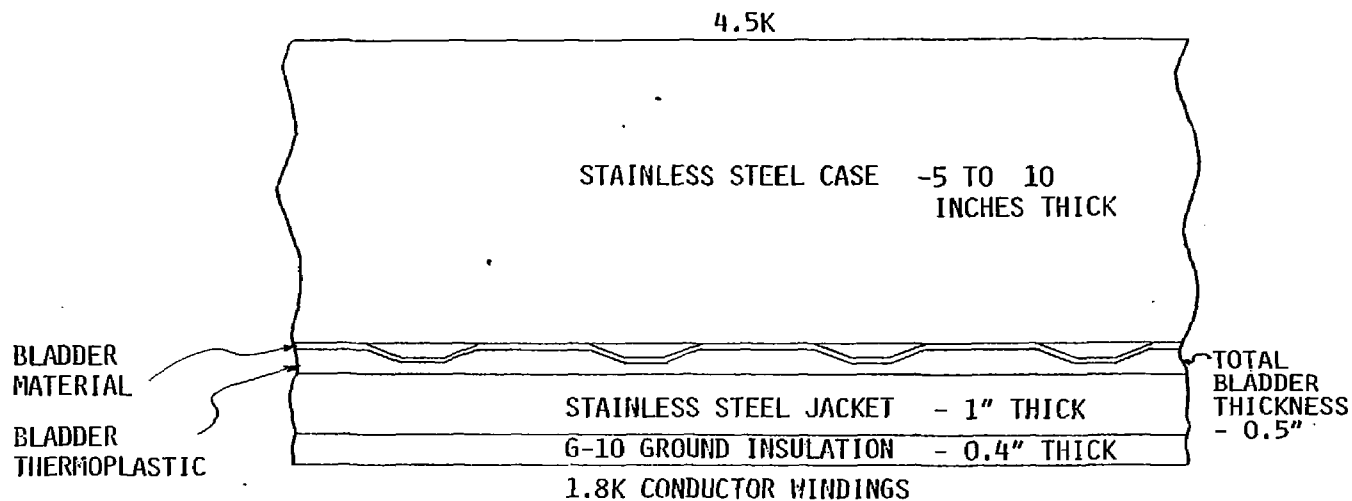 4.5K
STAINLESS STEEL CASE -5 TO 10
INCHES THICK
BLADDER
MATERIAL
TOTAL
BLADDER
THICKNESS
- 0.5"
BLADDER
THERMOPLASTIC
STAINLESS STEEL JACKET - 1" THICK
G-10 GROUND INSULATION - 0.4" THICK
1.8K CONDUCTOR WINDINGS